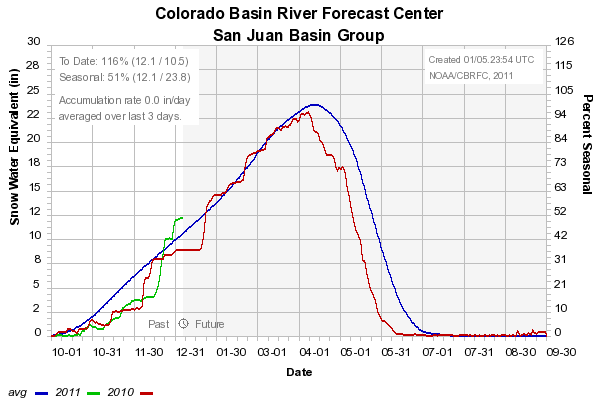 Colorado Basin River Forecast Center
San Juan Basin Group
To Date: 116% (12.1 / 10.5)
Seasonal: 51% (12.1 / 23.8)
Accumulation rate 0.0 in/day
averaged over last 3 days.
Created 01/05.23:54 UTC
NOAA/CBRFC, 2011
Snow Water Equivalent (in)
30
28
25
22
20
18
15
12
10
8
5
2
0
Percent Seasonal
126
115
105
94
84
73
63
52
42
31
21
10
0
Past Future
10-01 10-31 11-30 12-31 01-30 03-01 04-01 05-01 05-31 07-01 07-31 08-30 09-30
Date
avg 2011 2010